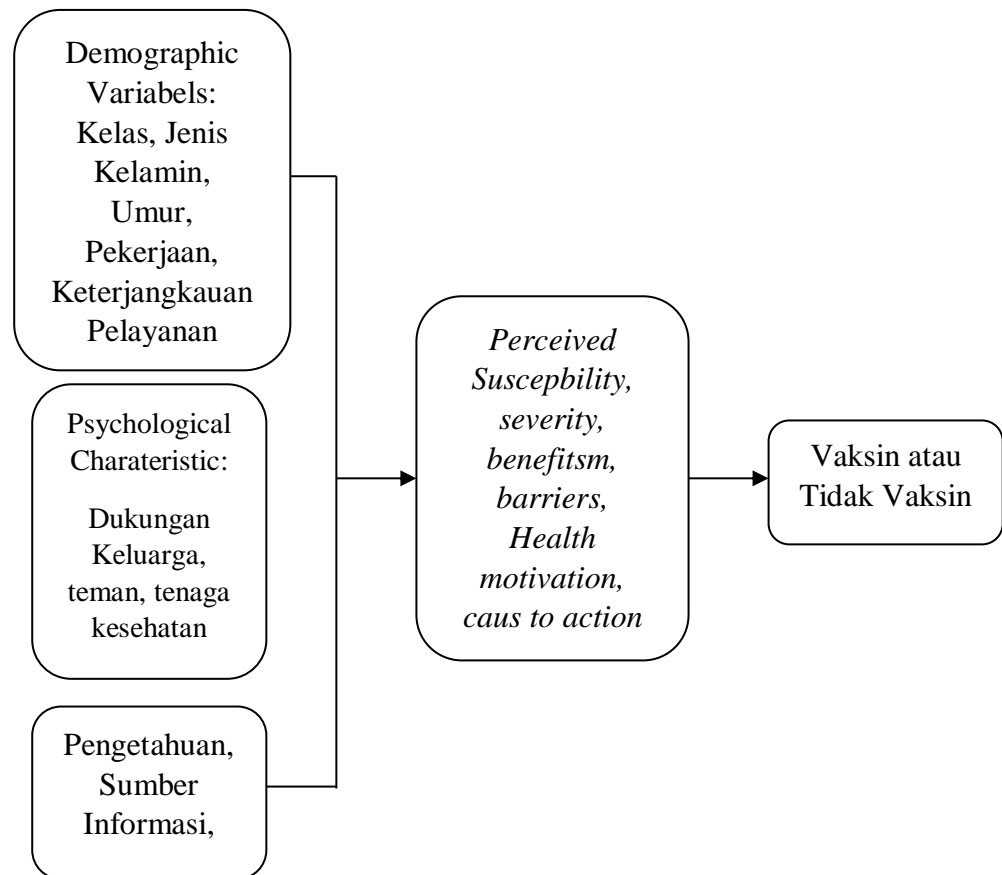 Demographic
Variabels:
Kelas, Jenis
Kelamin,
Umur,
Pekerjaan,
Keterjangkauan
Pelayanan
Psychological
Charateristic:
Dukungan
Keluarga,
teman, tenaga
kesehatan
Pengetahuan,
Sumber
Informasi,
Perceived
Suscepbility,
severity,
benefitsm,
barriers,
Health
motivation,
caus to action
Vaksin atau
Tidak Vaksin